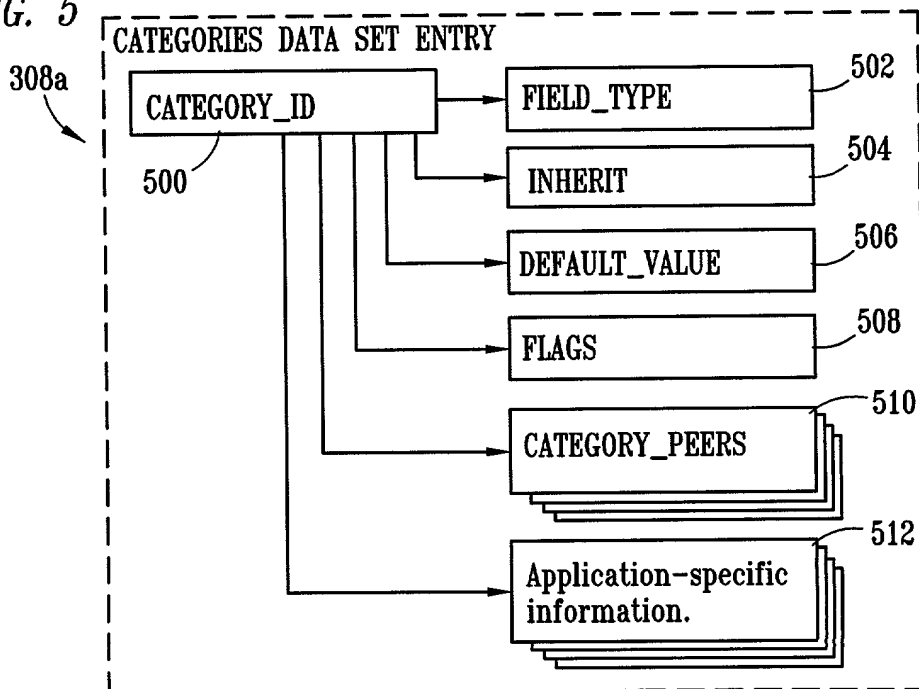 G. 5
CATEGORIES DATA SET ENTRY
308a
CATEGORY_ID
500
FIELD_TYPE
502
INHERIT
504
DEFAULT_VALUE
506
FLAGS
508
CATEGORY_PEERS
510
Application-specific
information.
512